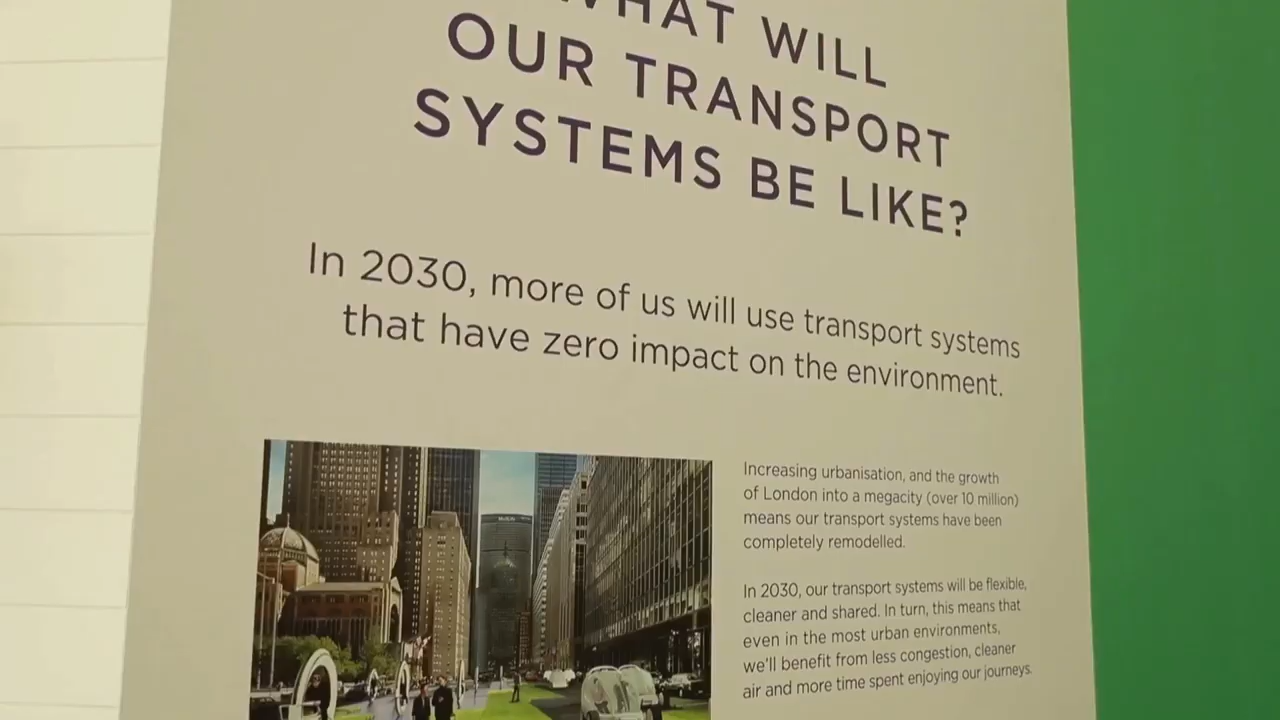 WHAT WILL
OUR TRANSPORT
SYSTEMS BE LIKE?
In 2030, more of us will use transport systems
that have zero impact on the environment.
Increasing urbanisation, and the growth
of London into a megacity (over 10 million)
means our transport systems have been
completely remodelled.
In 2030, our transport systems will be flexible,
cleaner and shared. In turn, this means that
even in the most urban environments,
we'll benefit from less congestion, cleaner
air and more time spent enjoying our journeys.